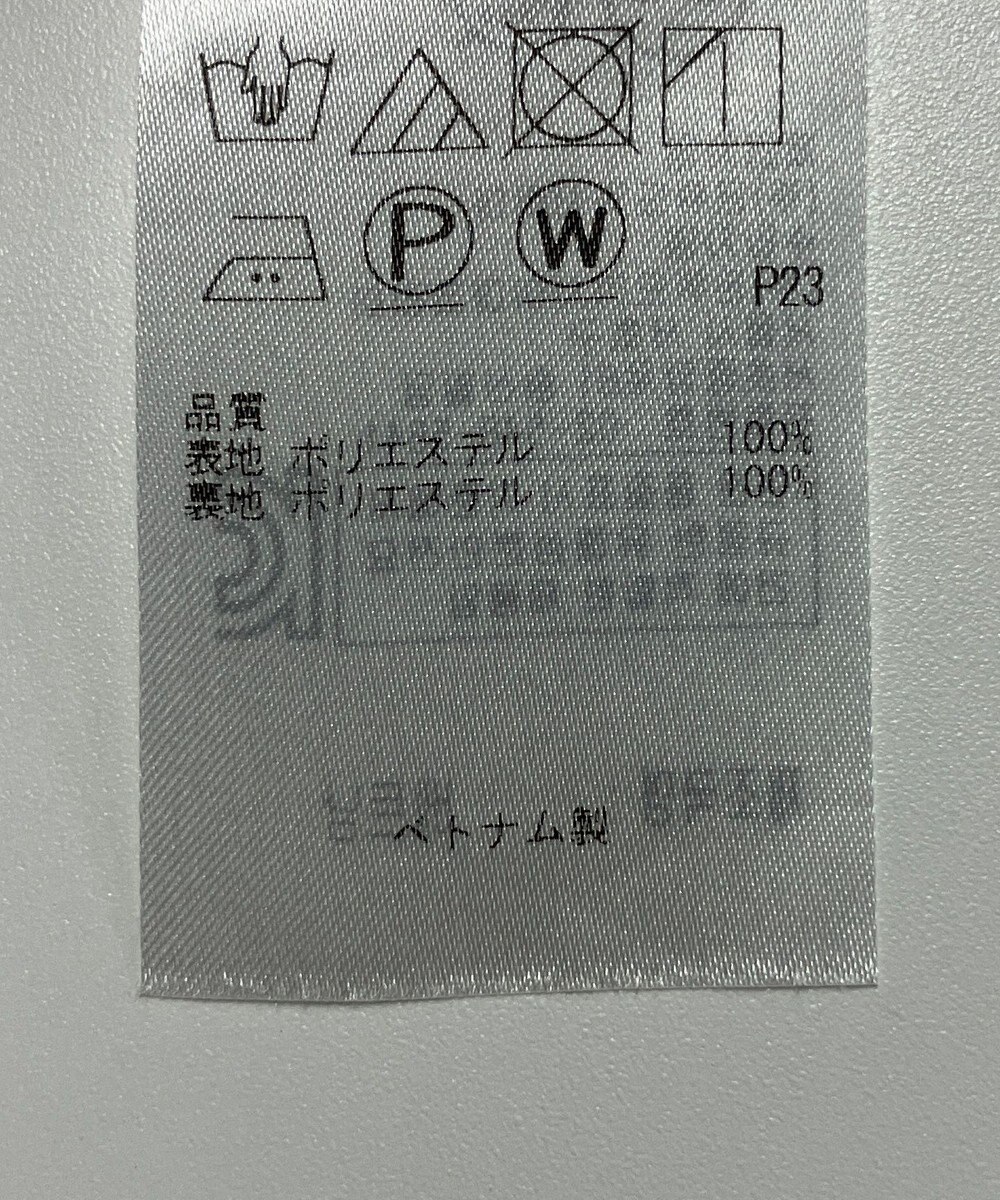 P W
P23
品質
表地 ポリエステル 100%
裏地 ポリエステル 100%
ベトナム製